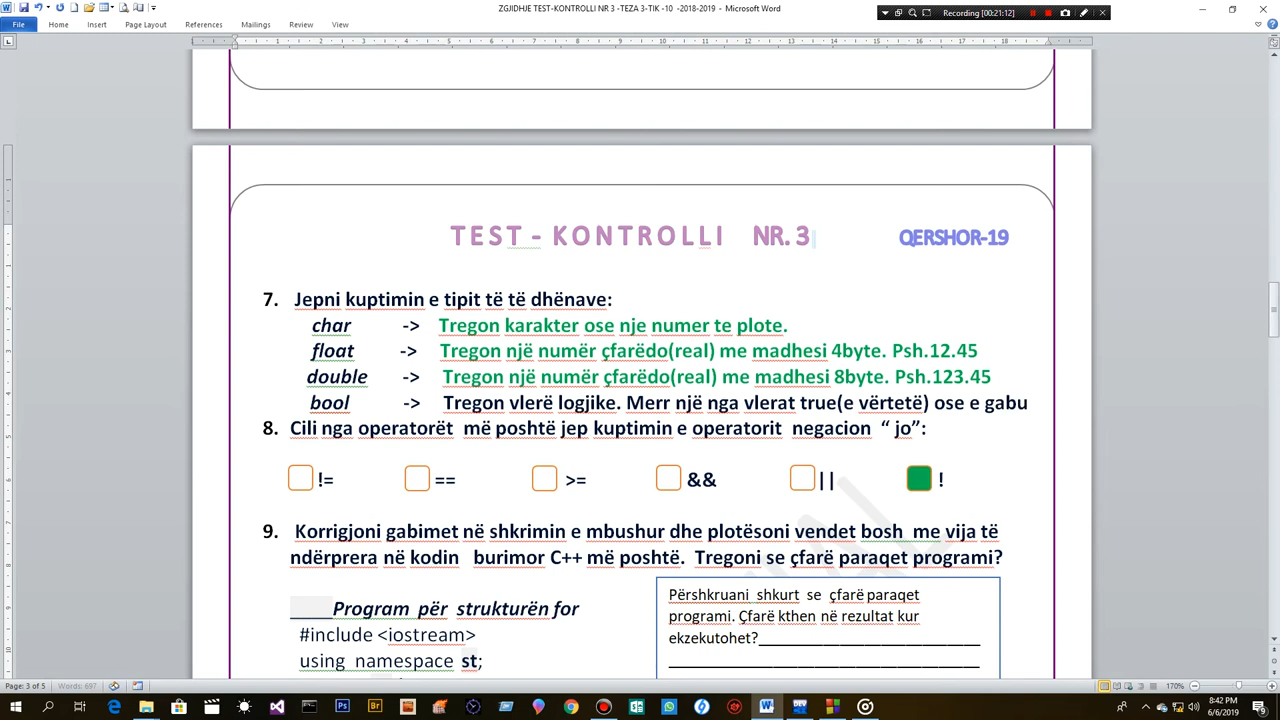 ZGJIDHJE TEST-KONTROLLI NR 3 -TEZA 3-TIK -10 -2018-2019 - Microsoft Word
Recording [00:21:12]
File Home Insert Page Layout References Mailings Review View
TEST - KONTROLLI NR. 3 QERSHOR-19
7. Jepni kuptimin e tipit të të dhënave:
char -> Tregon karakter ose nje numer te plote.
float -> Tregon një numër çfarëdo(real) me madhesi 4byte. Psh.12.45
double -> Tregon një numër çfarëdo(real) me madhesi 8byte. Psh.123.45
bool -> Tregon vlerë logjike. Merr një nga vlerat true(e vërtetë) ose e gabu
8. Cili nga operatorët më poshtë jep kuptimin e operatorit negacion “ jo”:
!= == >= && || !
9. Korrigjoni gabimet në shkrimin e mbushur dhe plotësoni vendet bosh me vija të
ndërprera në kodin burimor C++ më poshtë. Tregoni se çfarë paraqet programi?
____Program për strukturën for
#include <iostream>
using namespace st;
Përshkruani shkurt se çfarë paraqet
programi. Çfarë kthen në rezultat kur
ekzekutohet?
Page: 3 of 5 Words: 697 170%
8:42 PM
6/6/2019